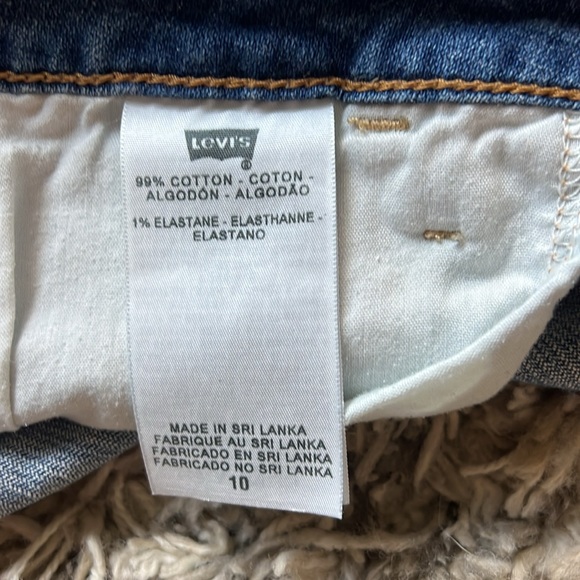 Levi's
®
99% COTTON - COTON -
ALGODÓN - ALGODÃO
1% ELASTANE - ELASTHANNE -
ELASTANO
MADE IN SRI LANKA
FABRIQUE AU SRI LANKA
FABRICADO EN SRI LANKA
FABRICADO NO SRI LANKA
10